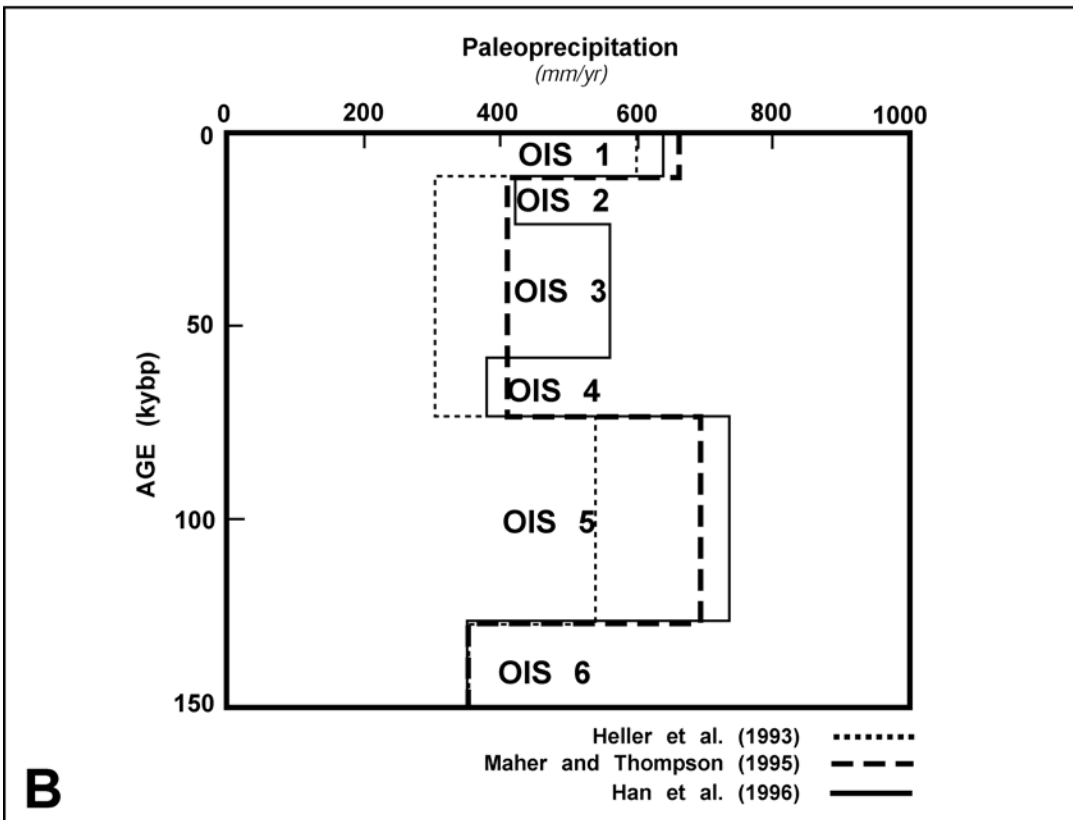 Paleoprecipitation
(mm/yr)
0 200 400 600 800 1000
0
OIS 1
OIS 2
OIS 3
50
OIS 4
AGE (kybp)
100
OIS 5
OIS 6
150
Heller et al. (1993)
Maher and Thompson (1995)
Han et al. (1996)
B